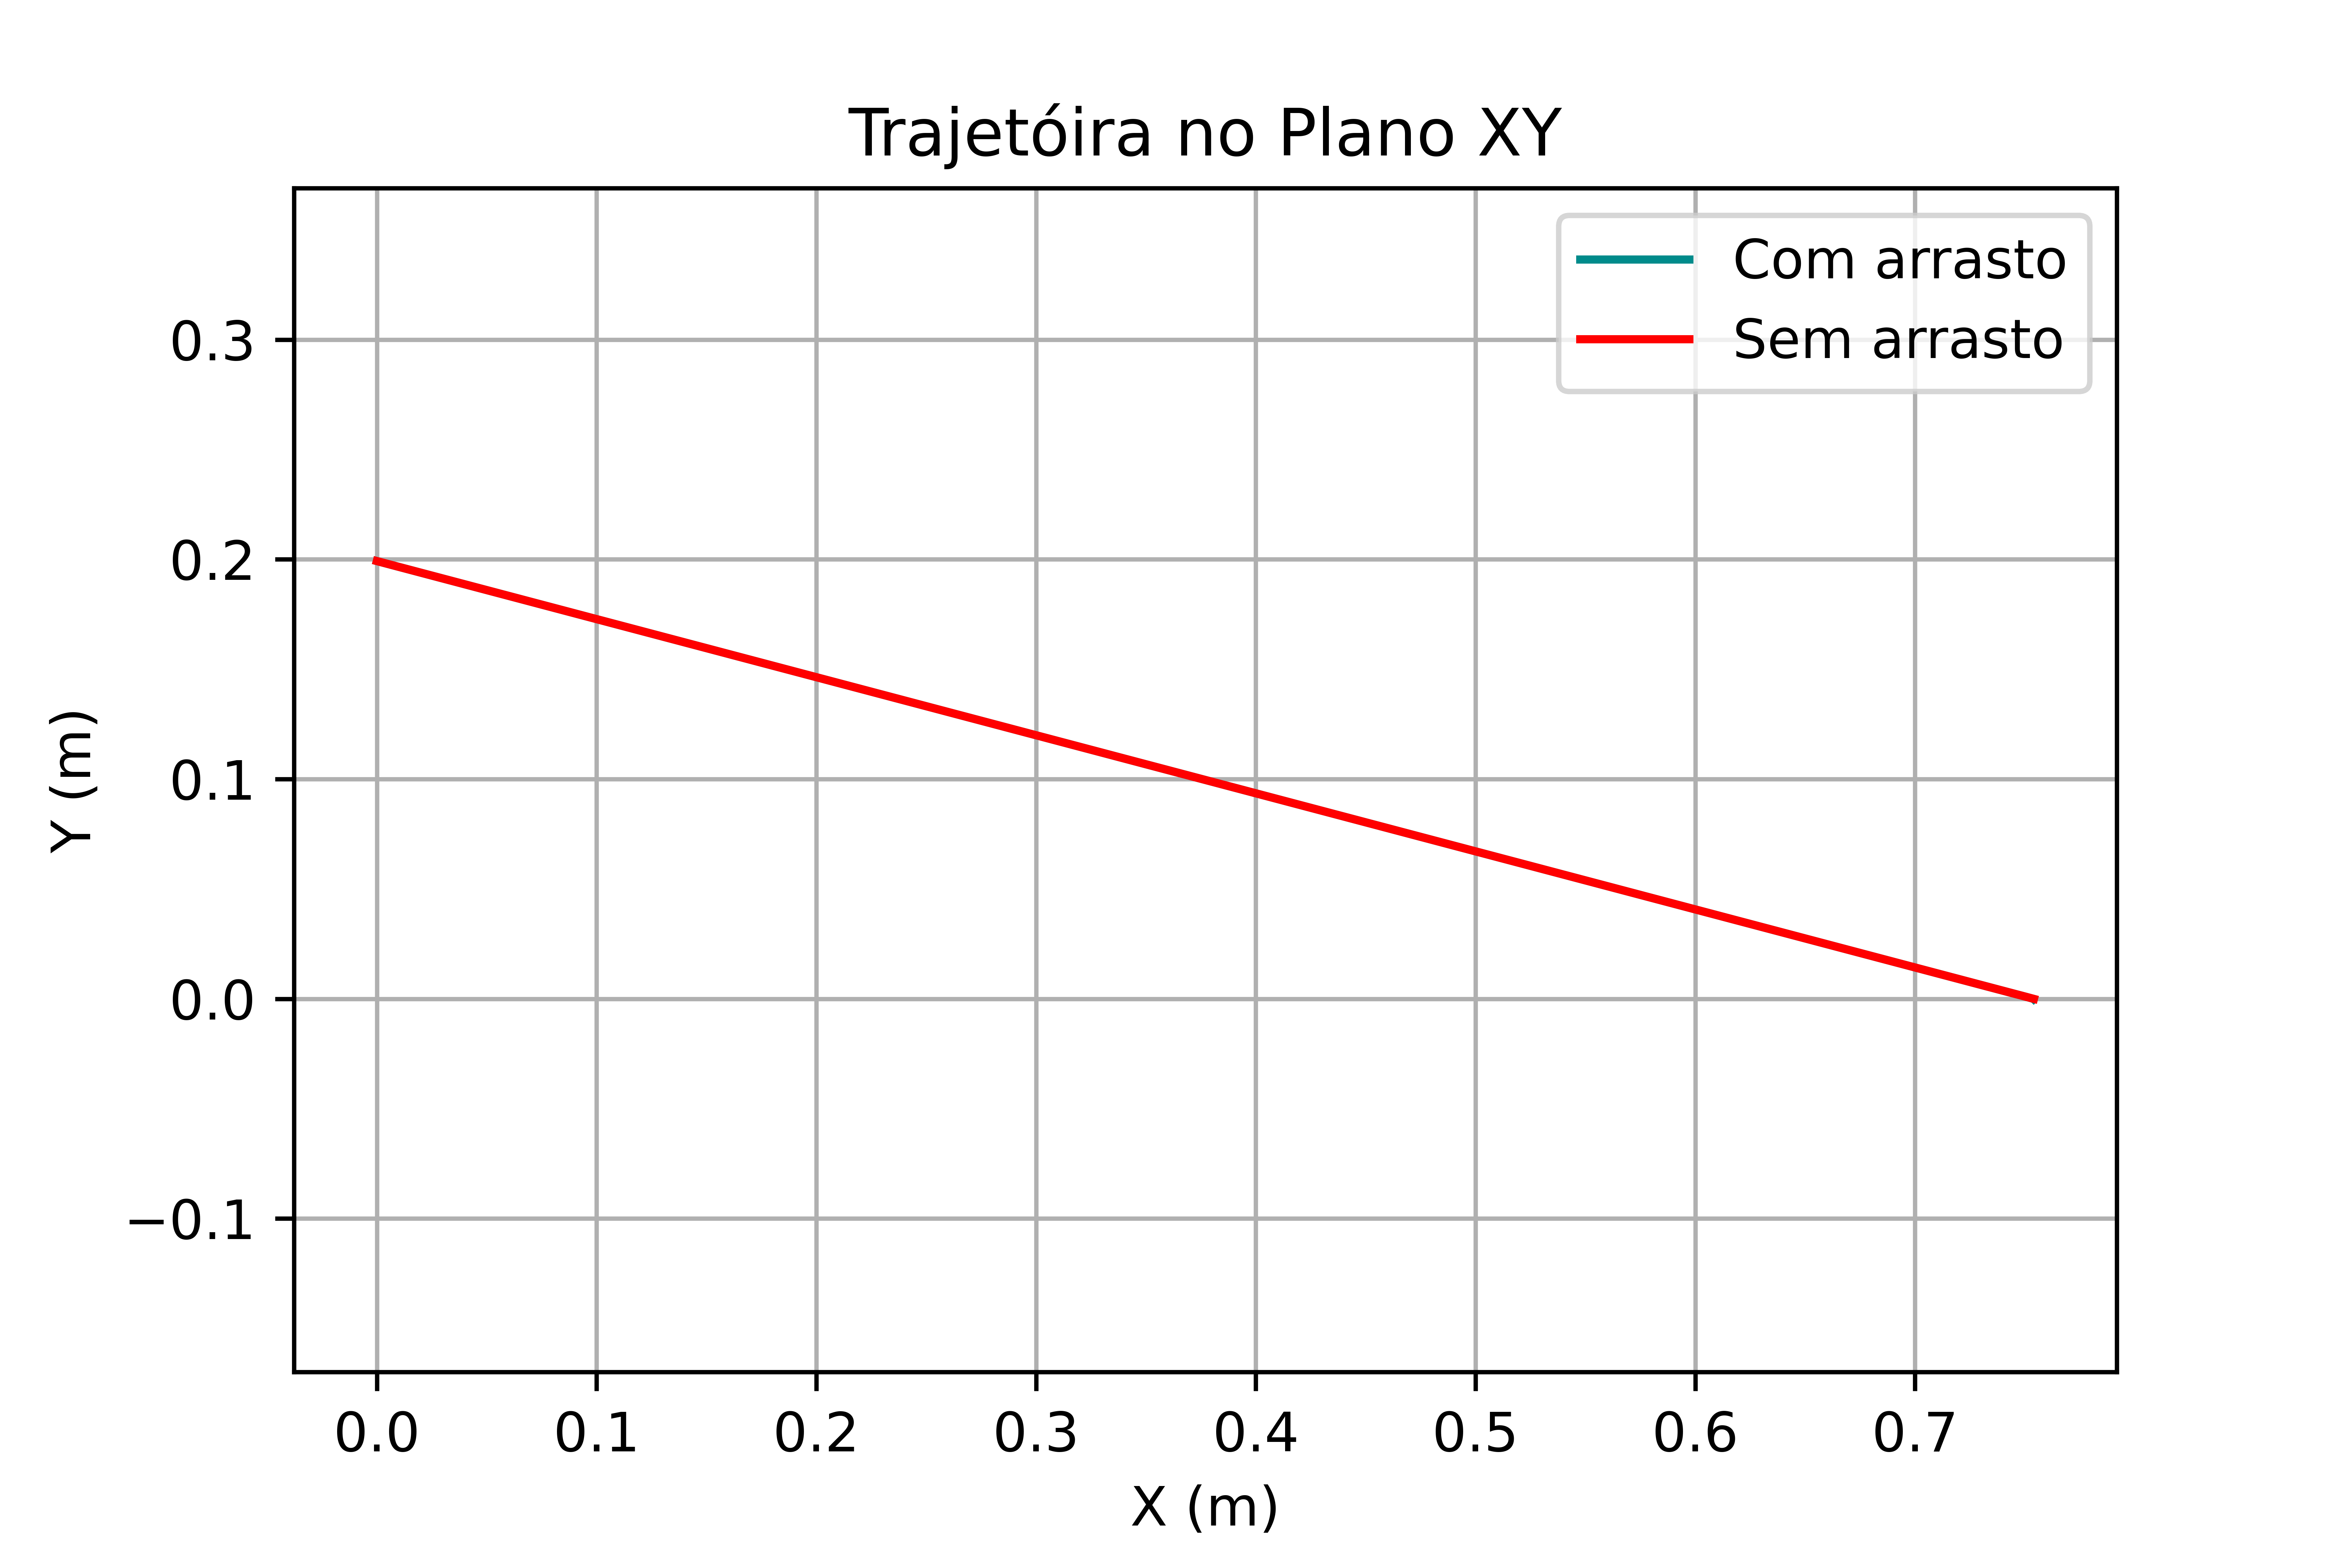 Trajetóira no Plano XY
Com arrasto
Sem arrasto
0.3
0.2
0.1
0.0
−0.1
Y (m)
0.0 0.1 0.2 0.3 0.4 0.5 0.6 0.7
X (m)